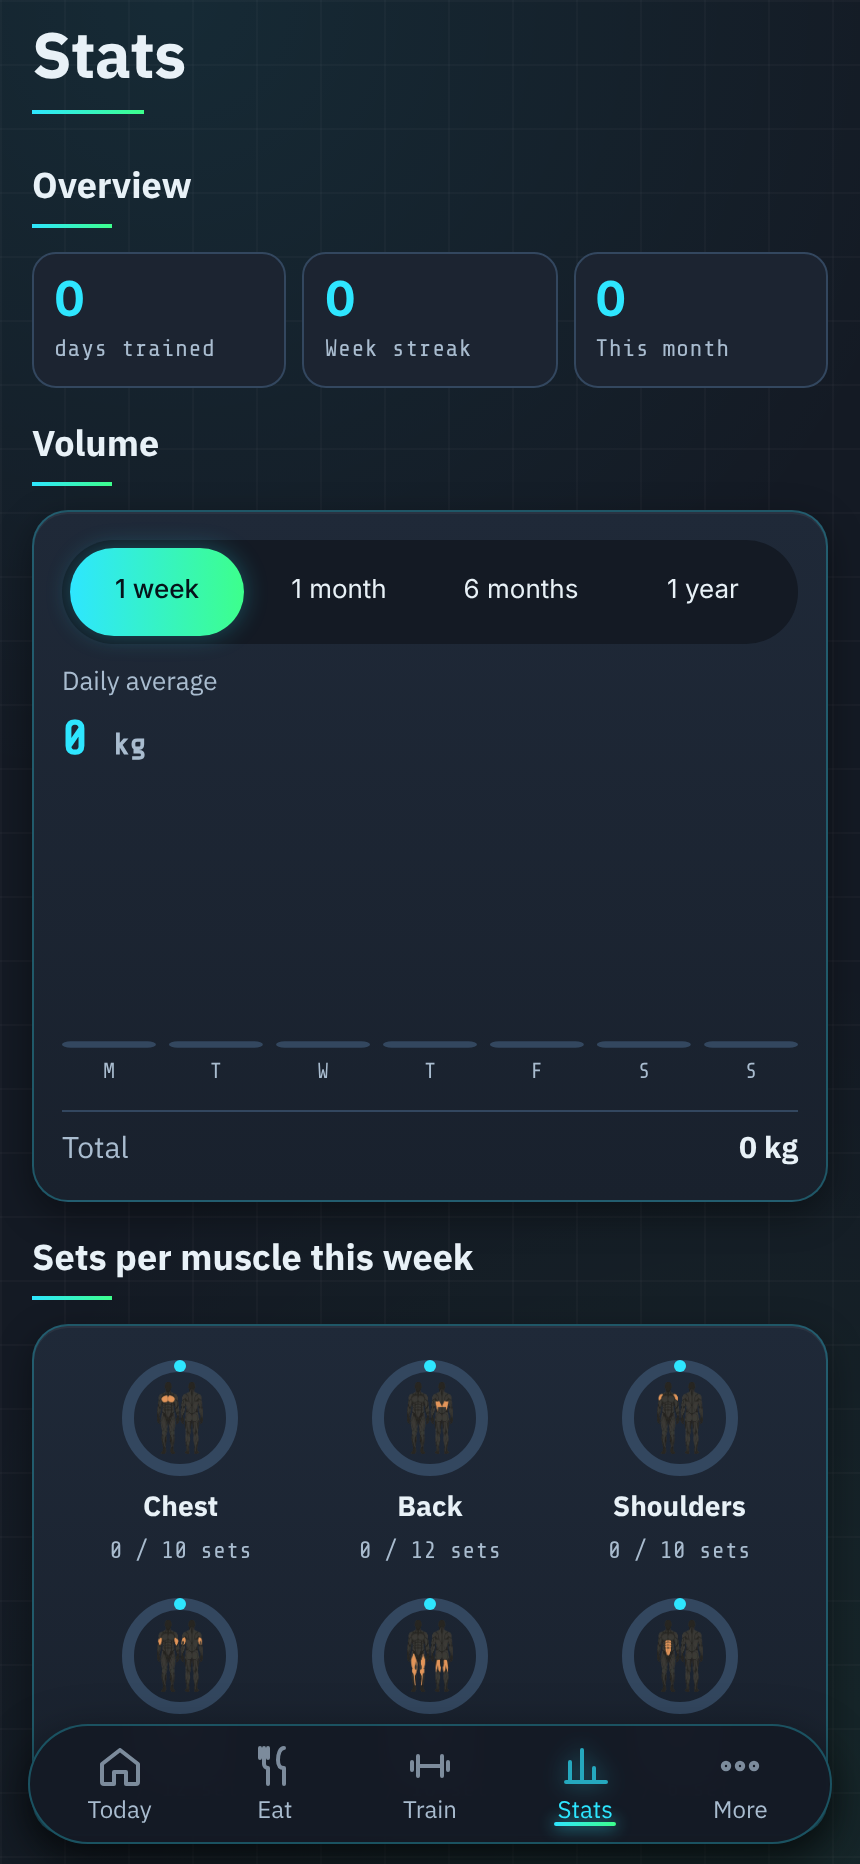 Stats
Overview
0 0 0
days trained Week streak This month
Volume
1 week 1 month 6 months 1 year
Daily average
0 kg
M T W T F S S
Total 0 kg
Sets per muscle this week
Chest Back Shoulders
0 / 10 sets 0 / 12 sets 0 / 10 sets
Today Eat Train Stats More